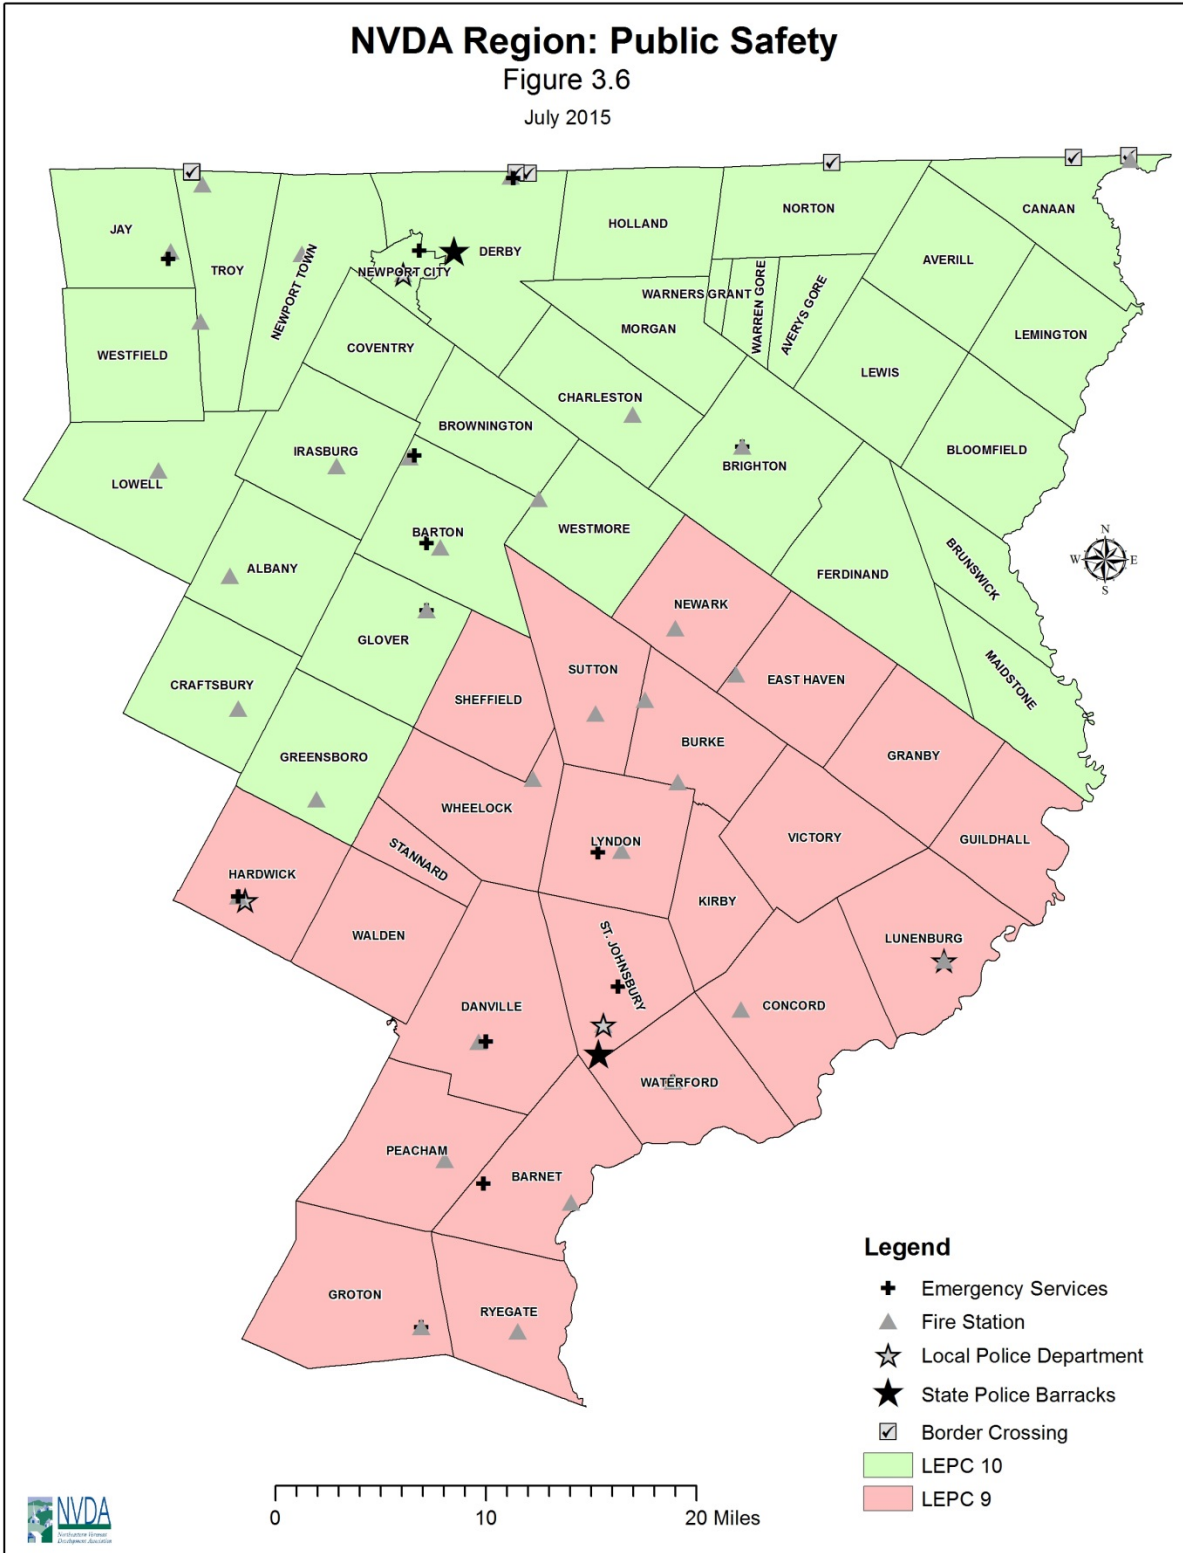 NVDA Region: Public Safety
Figure 3.6
July 2015
JAY
TROY
NEWPORT TOWN
NEWPORT CITY
DERBY
HOLLAND
NORTON
CANAAN
AVERILL
WARNERS GRANT
WARREN GORE
AVERYS GORE
MORGAN
LEMINGTON
WESTFIELD
COVENTRY
LEWIS
CHARLESTON
BROWNINGTON
BLOOMFIELD
IRASBURG
BRIGHTON
LOWELL
BARTON
WESTMORE
N
W
E
S
ALBANY
FERDINAND
BRUNSWICK
NEWARK
GLOVER
SUTTON
EAST HAVEN
MAIDSTONE
CRAFTSBURY
SHEFFIELD
BURKE
GRANBY
GREENSBORO
WHEELOCK
VICTORY
GUILDHALL
LYNDON
STANNARD
HARDWICK
KIRBY
WALDEN
LUNENBURG
ST. JOHNSBURY
DANVILLE
CONCORD
WATERFORD
PEACHAM
BARNET
GROTON
RYEGATE
Legend
Emergency Services
Fire Station
Local Police Department
State Police Barracks
Border Crossing
LEPC 10
LEPC 9
0 10 20 Miles
NVDA
Northeastern Vermont
Development Association